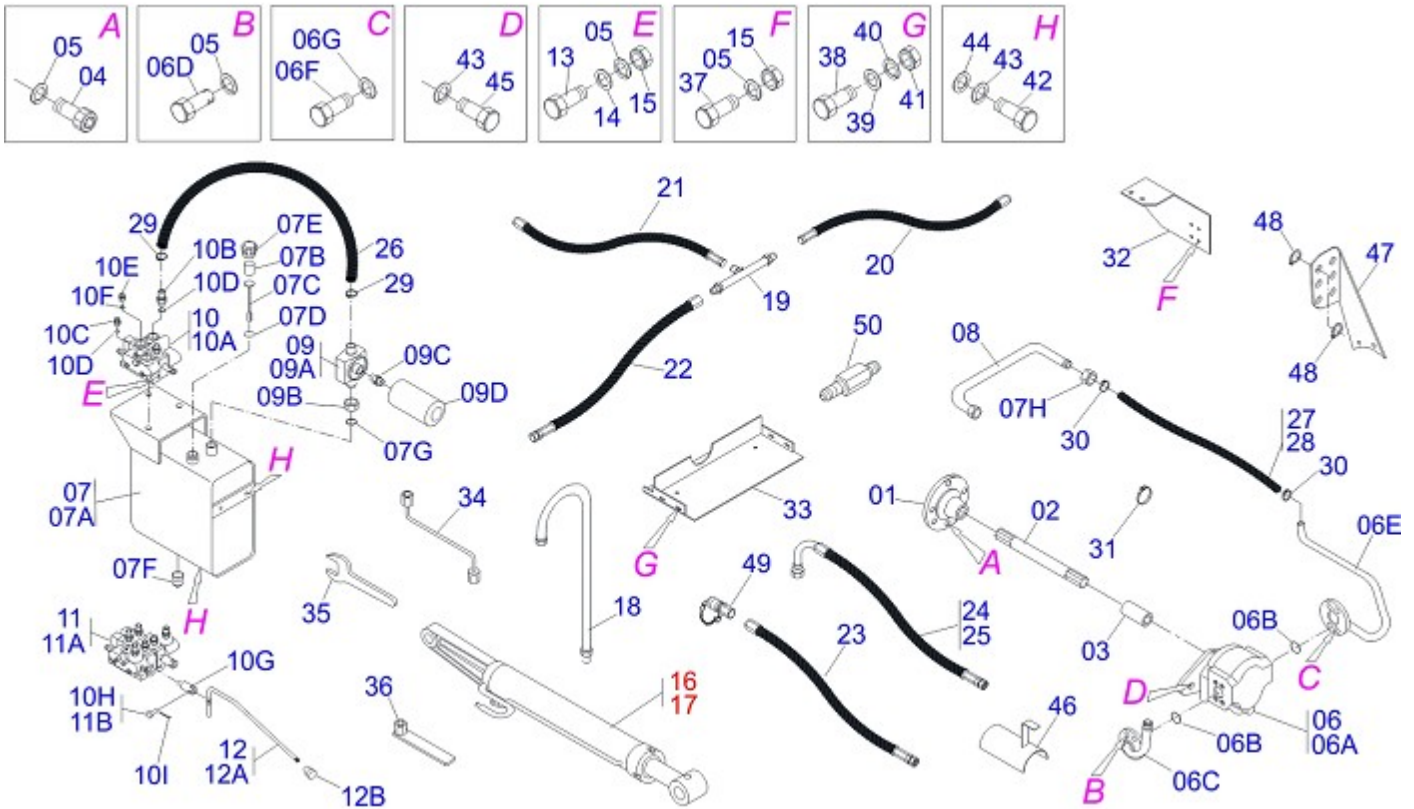 A
05
04
B
05
06D
C
06G
06F
D
43
45
E
05
13
14
15
F
15
05
37
G
40
38
41
39
H
44
43
42
29
07E
10B
07B
26
10E
10D
07C
29
10F
10C
07D
10
10A
10D
09
09A
09C
E
09B
09D
07G
H
07
07A
07F
H
11
11A
10G
10H
11B
10I
12
12A
12B
21
20
19
22
50
34
33
G
35
18
36
16
17
49
24
25
23
32
F
48
47
48
08
07H
30
27
28
30
01
02
31
A
06E
03
06B
C
D
46
06B
06
06A
B
06C